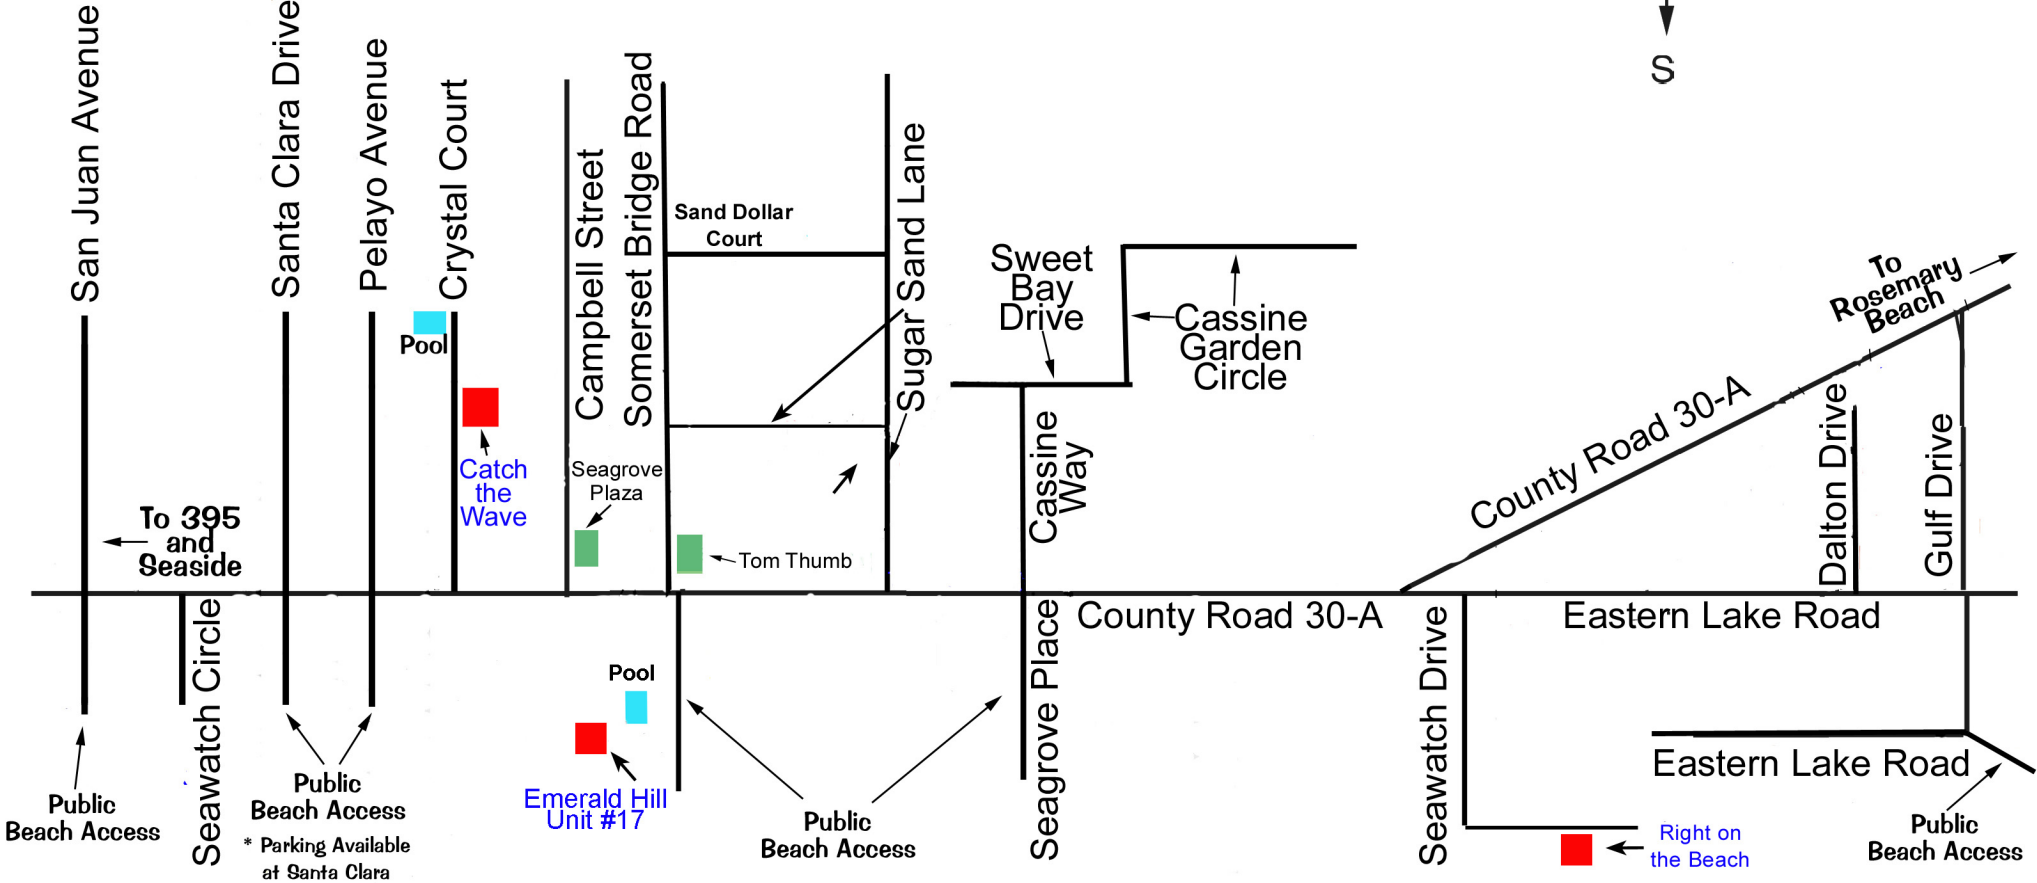 S
San Juan Avenue
Santa Clara Drive
Pelayo Avenue
Crystal Court
Pool
Catch
the
Wave
Campbell Street
Somerset Bridge Road
Sand Dollar
Court
Sugar Sand Lane
Seagrove
Plaza
Tom Thumb
Sweet
Bay
Drive
Cassine
Garden
Circle
Cassine
Way
To
Rosemary
Beach
County Road 30-A
Dalton Drive
Gulf Drive
To 395
and
Seaside
County Road 30-A
Eastern Lake Road
Seawatch Circle
Pool
Emerald Hill
Unit #17
Seagrove Place
Seawatch Drive
Eastern Lake Road
Public
Beach Access
Public
Beach Access
* Parking Available
at Santa Clara
Public
Beach Access
Right on
the Beach
Public
Beach Access